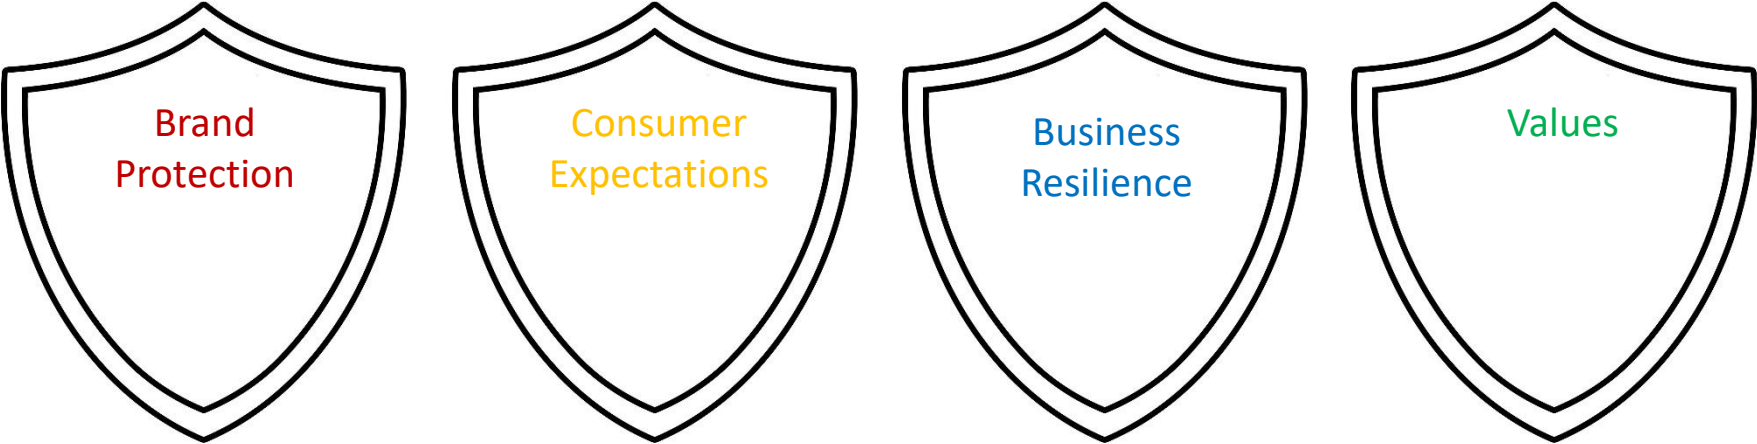 Brand
Protection
Consumer
Expectations
Business
Resilience
Values